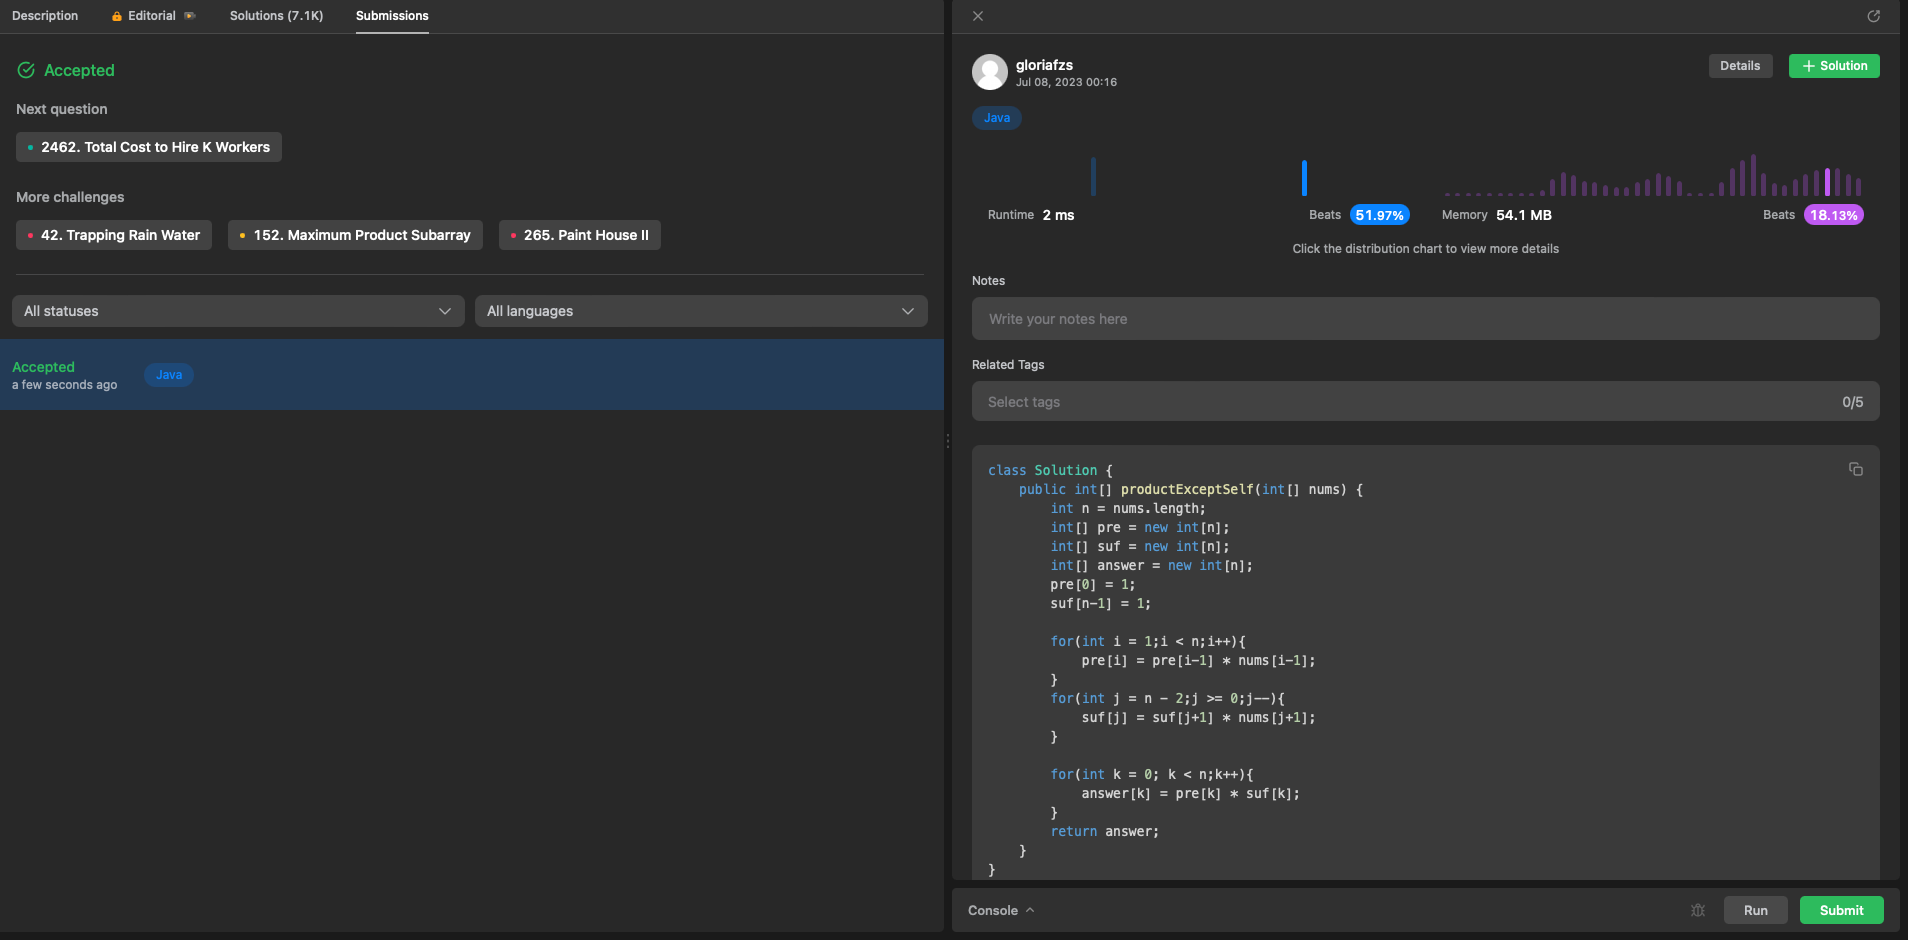 Description Editorial Solutions (7.1K) Submissions
Accepted
Next question
2462. Total Cost to Hire K Workers
More challenges
42. Trapping Rain Water 152. Maximum Product Subarray 265. Paint House II
All statuses All languages
Accepted
a few seconds ago
Java
gloriafzs
Jul 08, 2023 00:16
Details + Solution
Java
Runtime 2 ms Beats 51.97% Memory 54.1 MB Beats 18.13%
Click the distribution chart to view more details
Notes
Write your notes here
Related Tags
Select tags 0/5
class Solution {
    public int[] productExceptSelf(int[] nums) {
        int n = nums.length;
        int[] pre = new int[n];
        int[] suf = new int[n];
        int[] answer = new int[n];
        pre[0] = 1;
        suf[n-1] = 1;

        for(int i = 1;i < n;i++){
            pre[i] = pre[i-1] * nums[i-1];
        }
        for(int j = n - 2;j >= 0;j--){
            suf[j] = suf[j+1] * nums[j+1];
        }

        for(int k = 0; k < n;k++){
            answer[k] = pre[k] * suf[k];
        }
        return answer;
    }
}
Console Run Submit